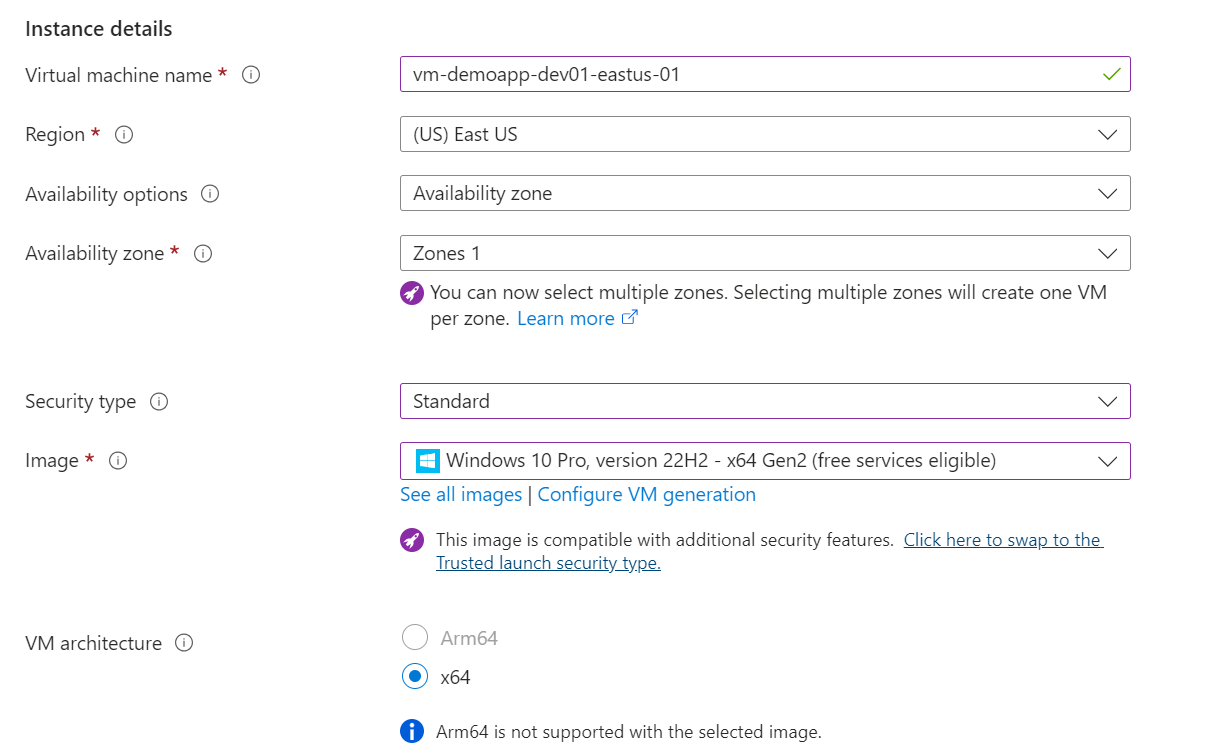 Instance details
Virtual machine name *
vm-demoapp-dev01-eastus-01
Region *
(US) East US
Availability options
Availability zone
Availability zone *
Zones 1
You can now select multiple zones. Selecting multiple zones will create one VM
per zone. Learn more
Security type
Standard
Image *
Windows 10 Pro, version 22H2 - x64 Gen2 (free services eligible)
See all images | Configure VM generation
This image is compatible with additional security features. Click here to swap to the
Trusted launch security type.
VM architecture
Arm64
x64
Arm64 is not supported with the selected image.